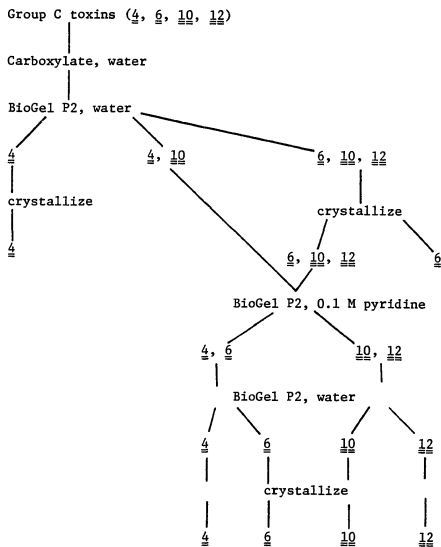 Group C toxins (4, 6, 10, 12)
Carboxylate, water
BioGel P2, water
4 4, 10 6, 10, 12
crystallize
crystallize
4 6, 10, 12 6
BioGel P2, 0.1 M pyridine
4, 6 10, 12
BioGel P2, water
4 6 10 12
crystallize
4 6 10 12